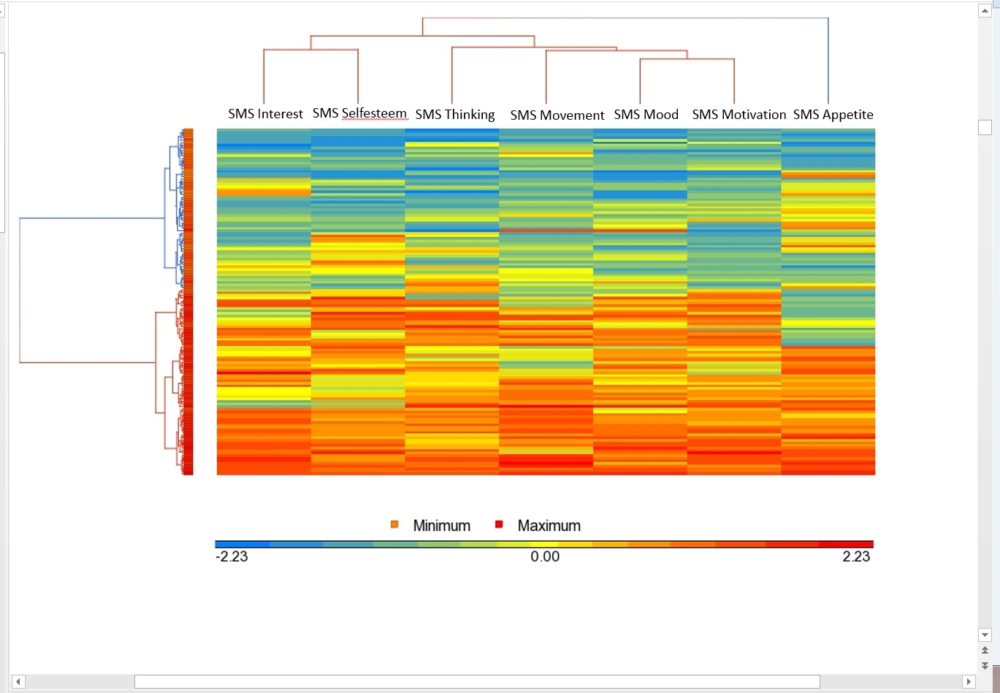 SMS Interest SMS Selfesteem SMS Thinking SMS Movement SMS Mood SMS Motivation SMS Appetite
Minimum Maximum
-2.23 0.00 2.23